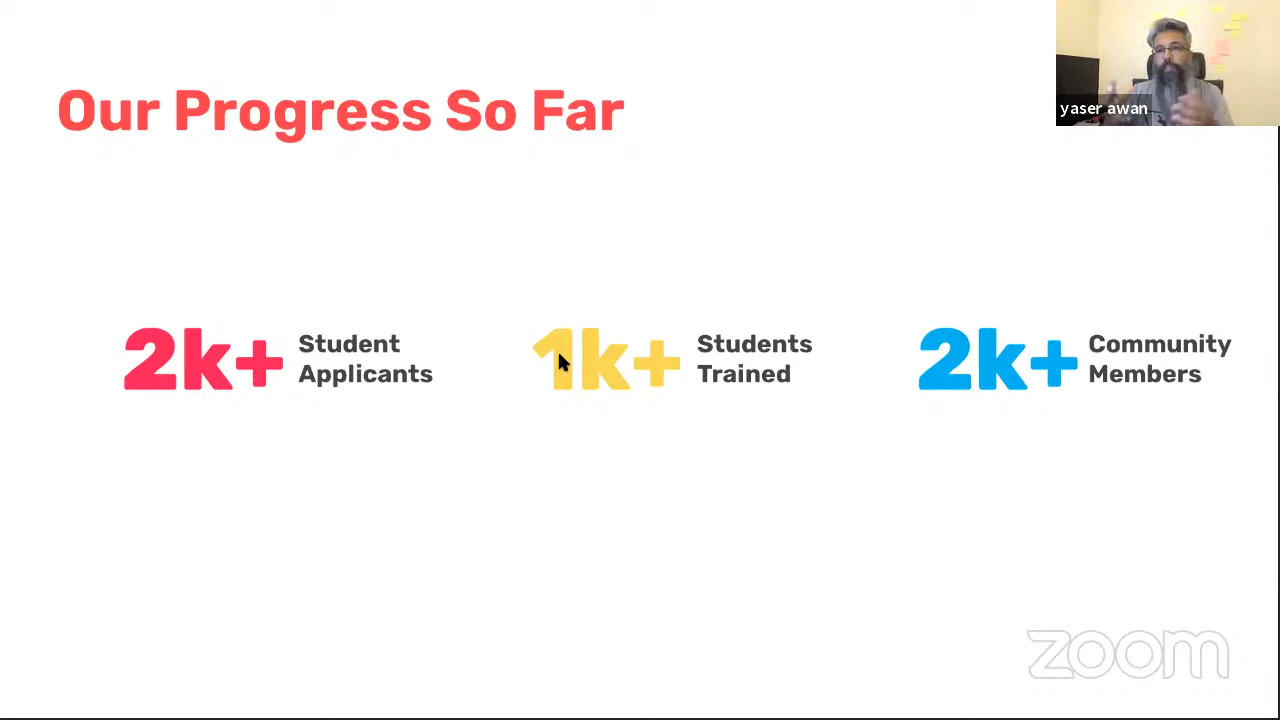 yaser awan
Our Progress So Far
2k+
Student
Applicants
1k+
Students
Trained
2k+
Community
Members
zoom